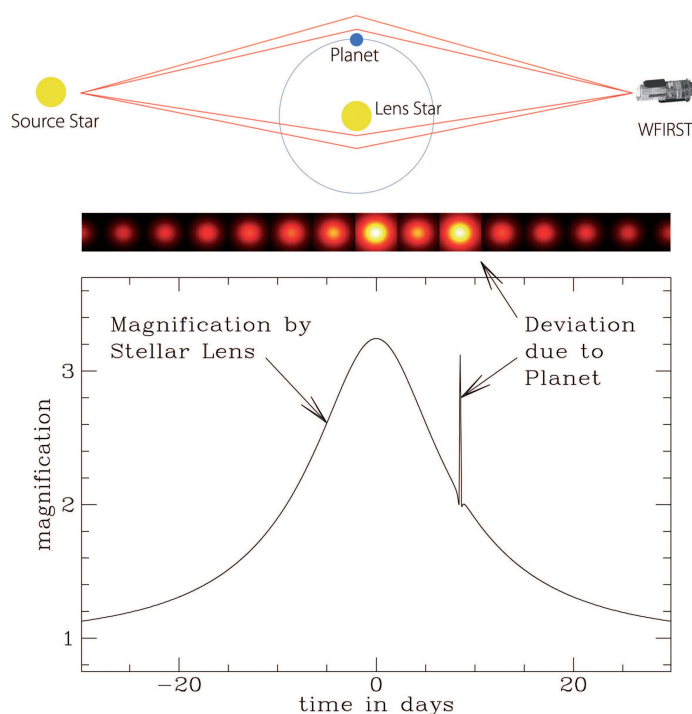 Planet
Source Star
Lens Star
WFIRST
Magnification by
Stellar Lens
Deviation
due to
Planet
magnification
3
2
1
−20
0
20
time in days